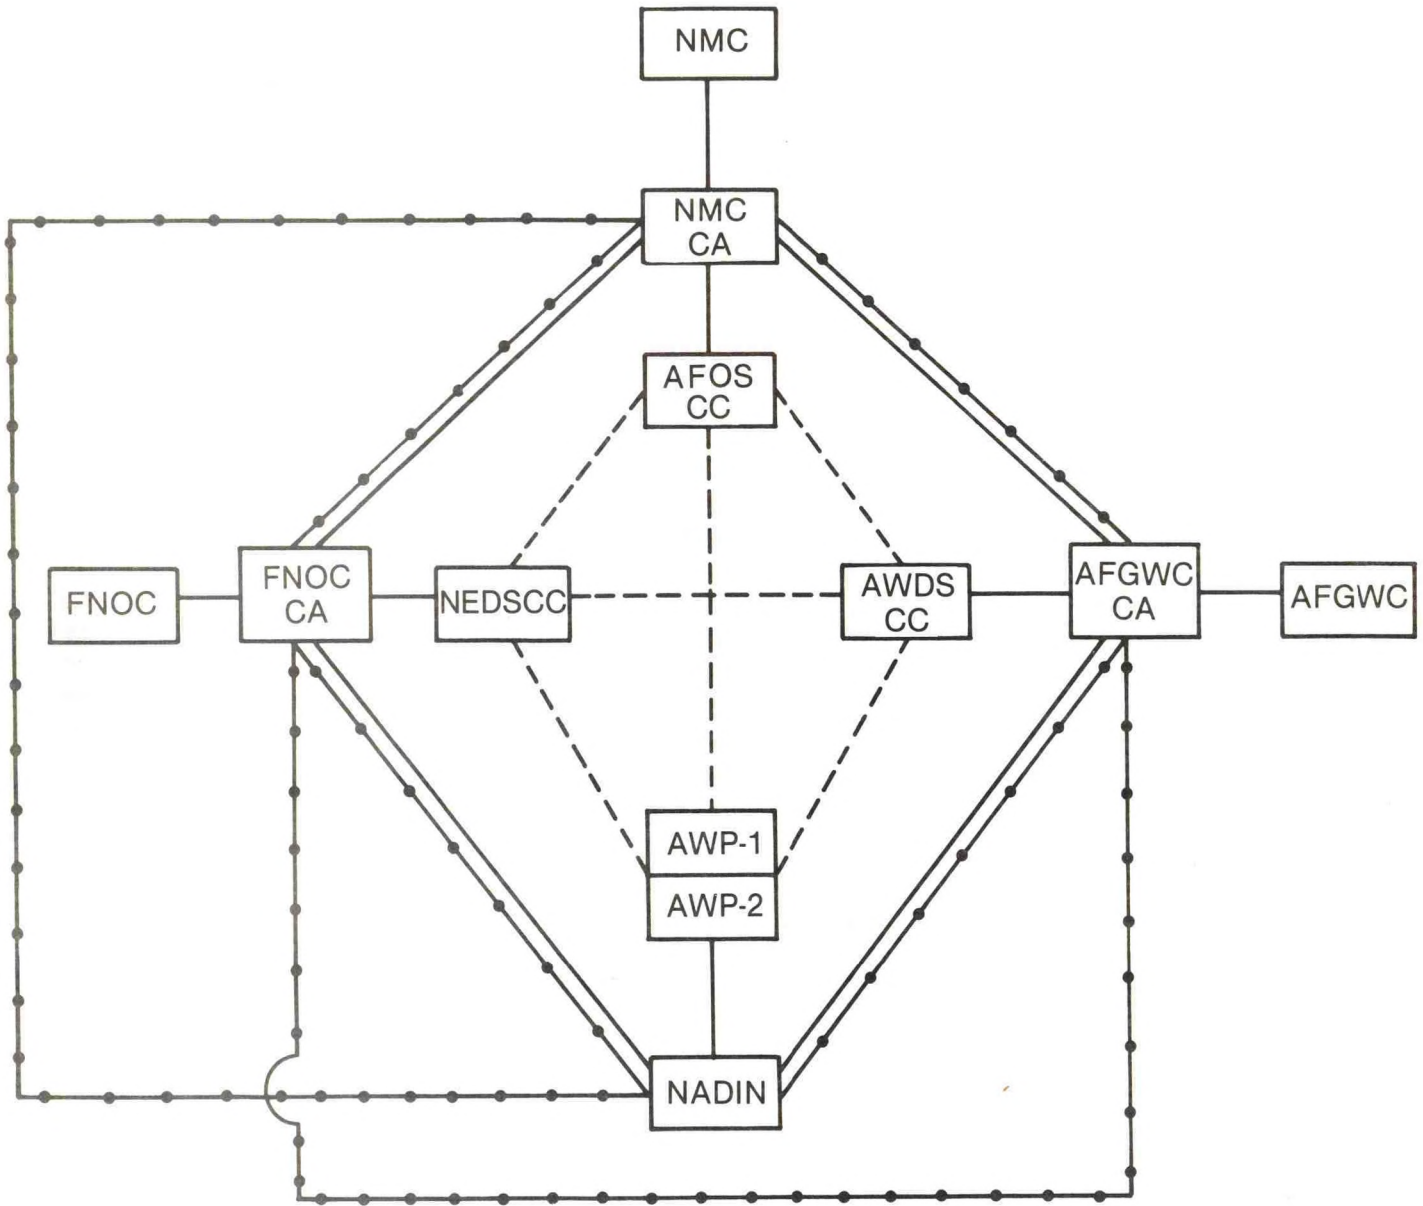 NMC
NMC
CA
AFOS
CC
FNOC
FNOC
CA
NEDSCC
AWDS
CC
AFGWC
CA
AFGWC
AWP-1
AWP-2
NADIN